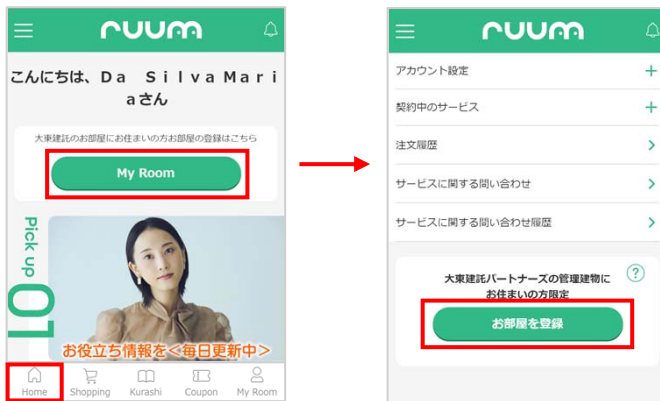 ruum
こんにちは、Da Silva Mari
aさん
大東建託のお部屋にお住まいの方お部屋の登録はこちら
My Room
Pick up
01
お役立ち情報を<毎日更新中>
Home Shopping Kurashi Coupon My Room
ruum
アカウント設定
契約中のサービス
注文履歴
サービスに関する問い合わせ
サービスに関する問い合わせ履歴
大東建託パートナーズの管理建物に
お住まいの方限定
お部屋を登録